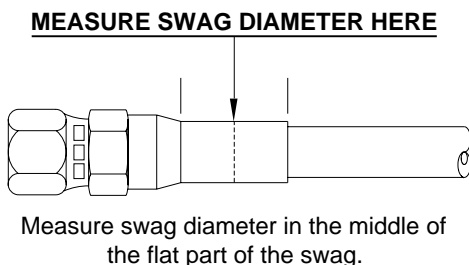 MEASURE SWAG DIAMETER HERE
Measure swag diameter in the middle of
the flat part of the swag.